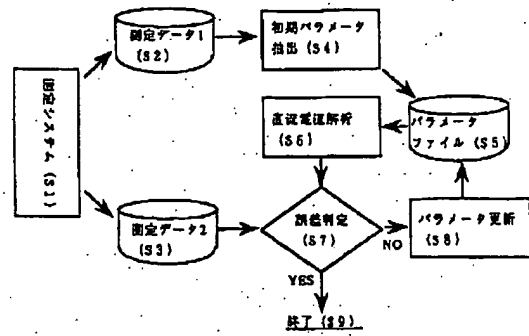 測定システム(S1)
測定データ1
(S2)
初期パラメータ
抽出(S4)
直流電流解析
(S6)
パラメータ
ファイル(S5)
測定データ2
(S3)
誤差判定
(S7)
NO
パラメータ更新
(S8)
YES
終了(S9)